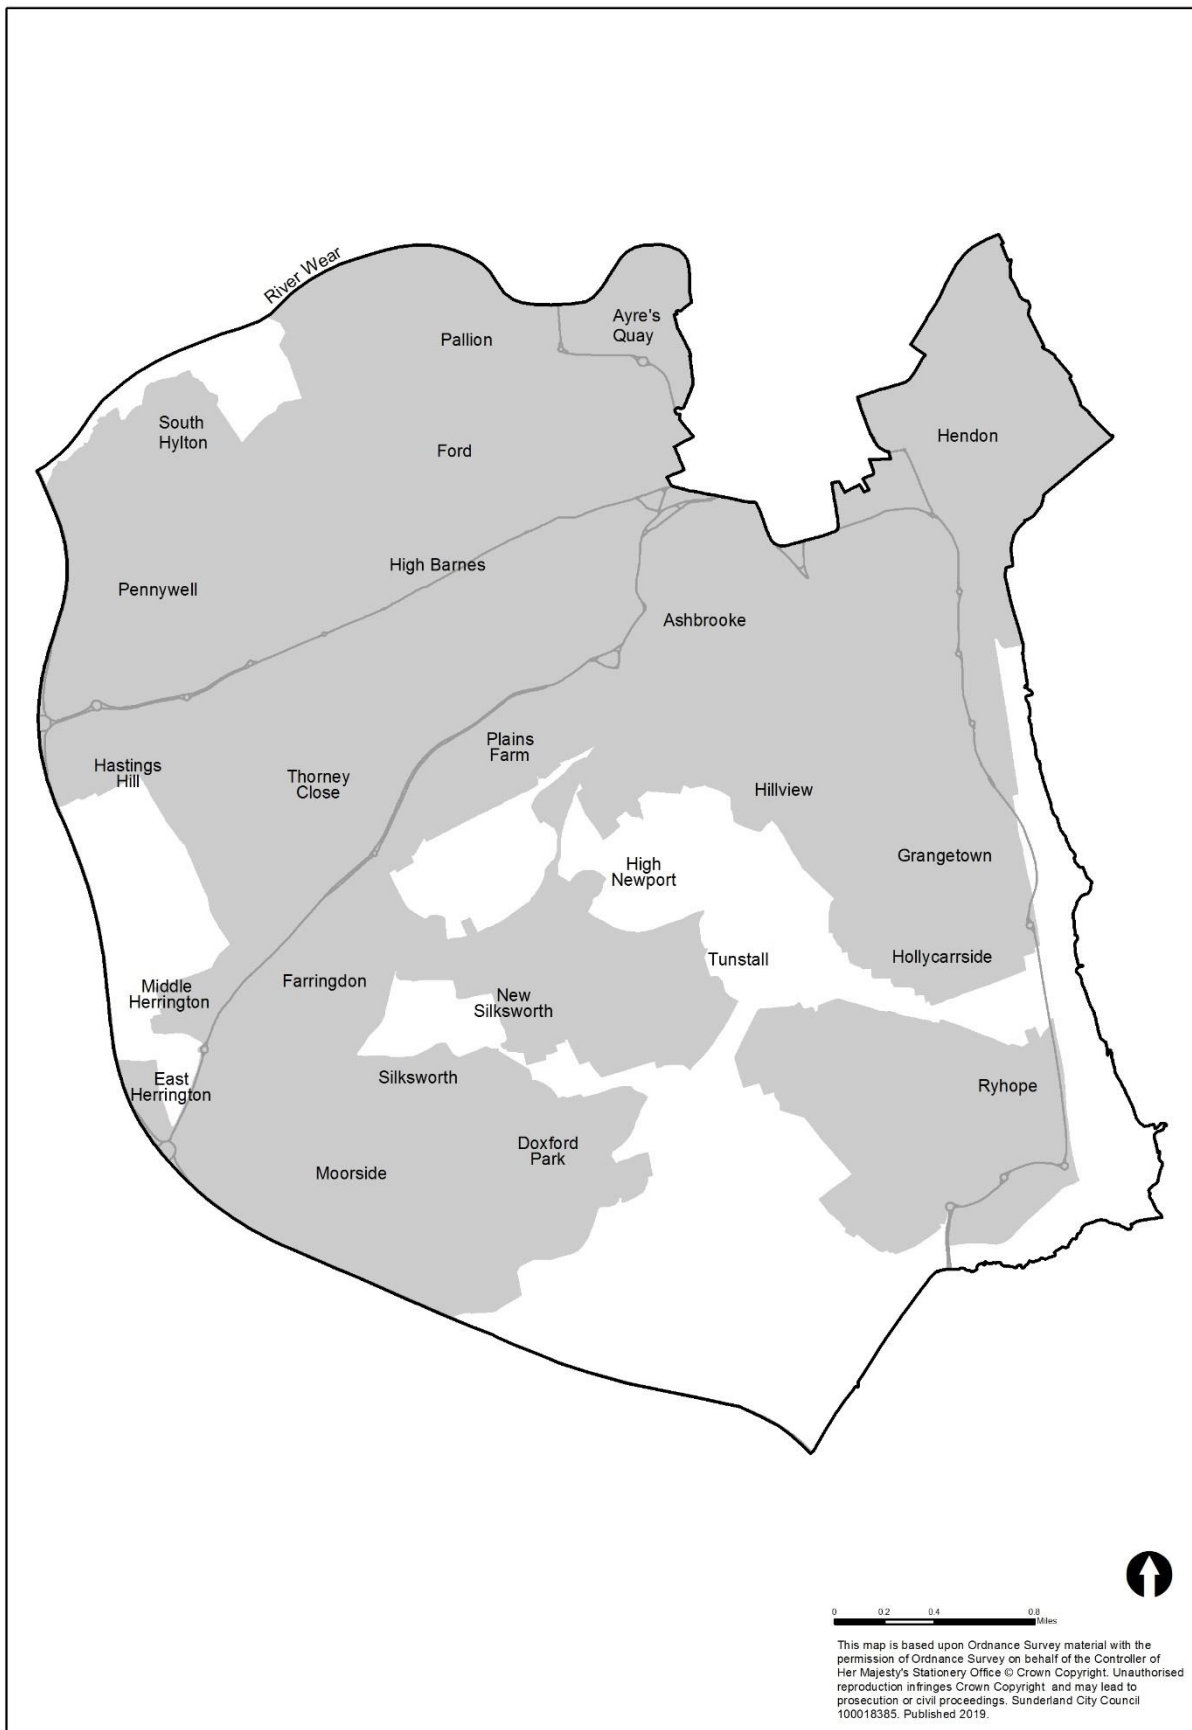 River Wear
Ayre's
Quay
Pallion
South
Hylton
Ford
Hendon
High Barnes
Pennywell
Ashbrooke
Plains
Farm
Hastings
Hill
Thorney
Close
Hillview
High
Newport
Grangetown
Tunstall
Hollycarrside
Middle
Herrington
Farringdon
New
Silksworth
East
Herrington
Silksworth
Ryhope
Doxford
Park
Moorside
0 0.2 0.4 0.8
Miles
This map is based upon Ordnance Survey material with the
permission of Ordnance Survey on behalf of the Controller of
Her Majesty's Stationery Office © Crown Copyright. Unauthorised
reproduction infringes Crown Copyright and may lead to
prosecution or civil proceedings. Sunderland City Council
100018385. Published 2019.